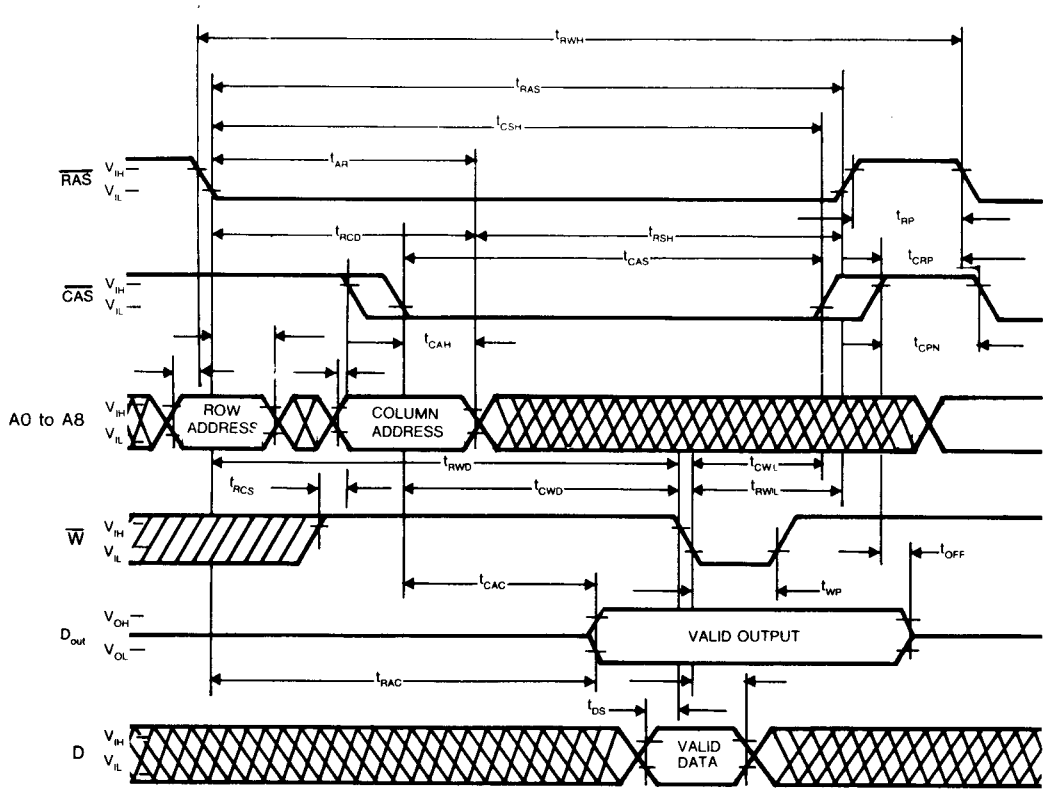 tRWH
tRAS
tCSH
tAR
RAS VIH
VIL
tRP
tRCD
tRSH
tCAS
tCRP
CAS VIH
VIL
tCAH
tCPN
A0 to A8 VIH
VIL
ROW
ADDRESS
COLUMN
ADDRESS
tRWD
tCWL
tRCS
tCWD
tRWL
W VIH
VIL
tOFF
tCAC
tWP
Dout VOH
VOL
VALID OUTPUT
tRAC
tDS
D VIH
VIL
VALID
DATA